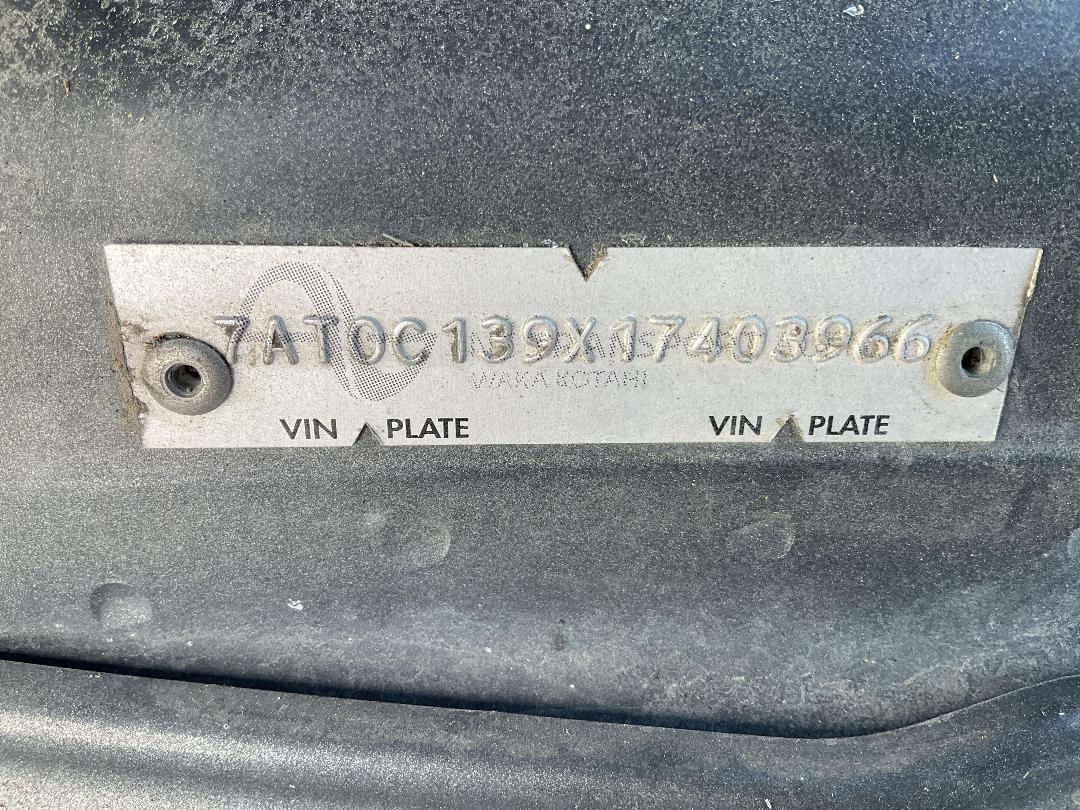 7AT0C139X17403966
WAKA KOTAHI
VIN PLATE VIN PLATE